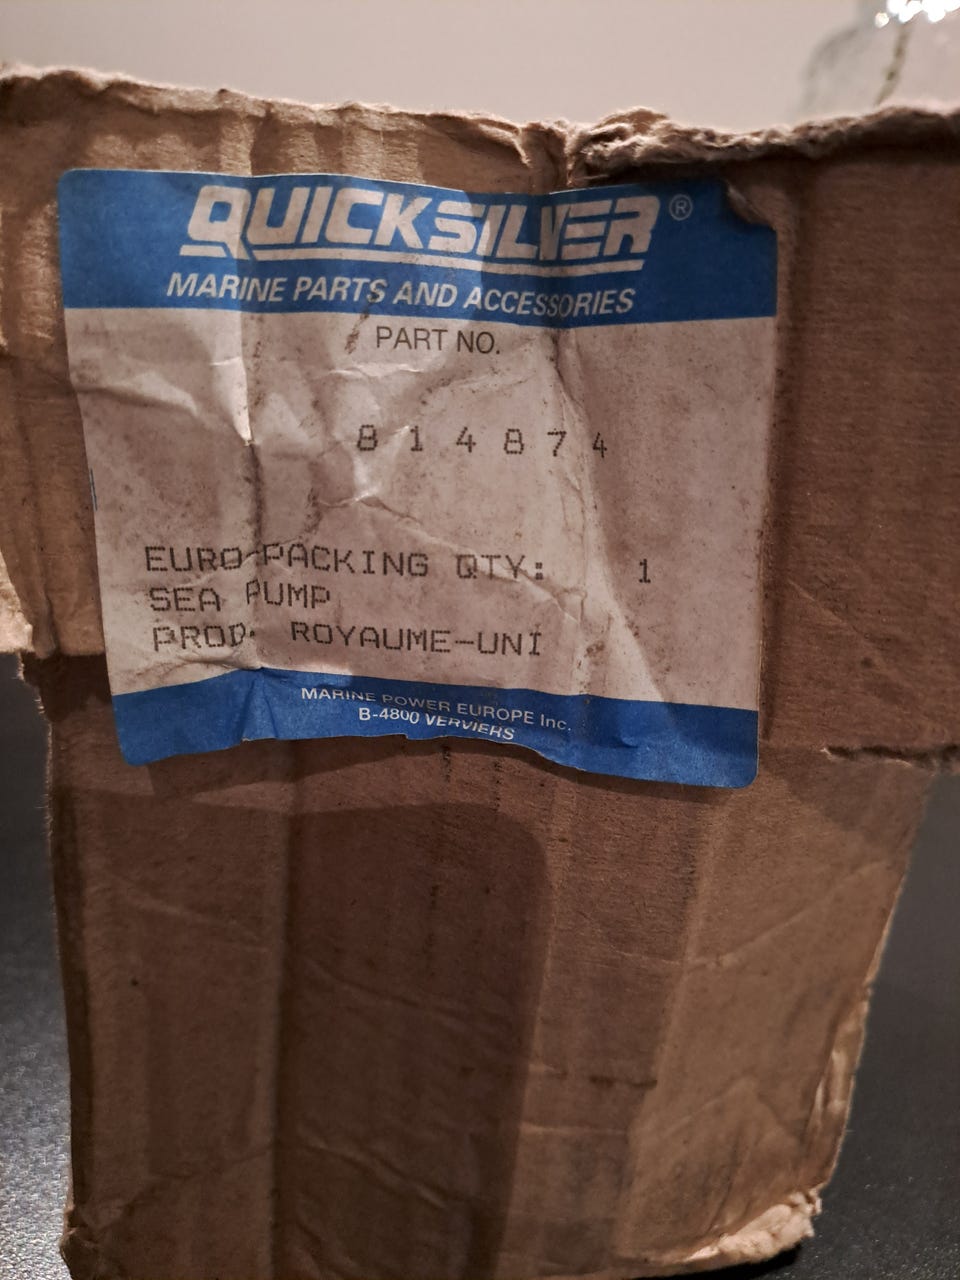 QUICKSILVER®
MARINE PARTS AND ACCESSORIES
PART NO.
814874
EURO PACKING QTY: 1
SEA PUMP
PROD. ROYAUME-UNI
MARINE POWER EUROPE Inc.
B-4800 VERVIERS